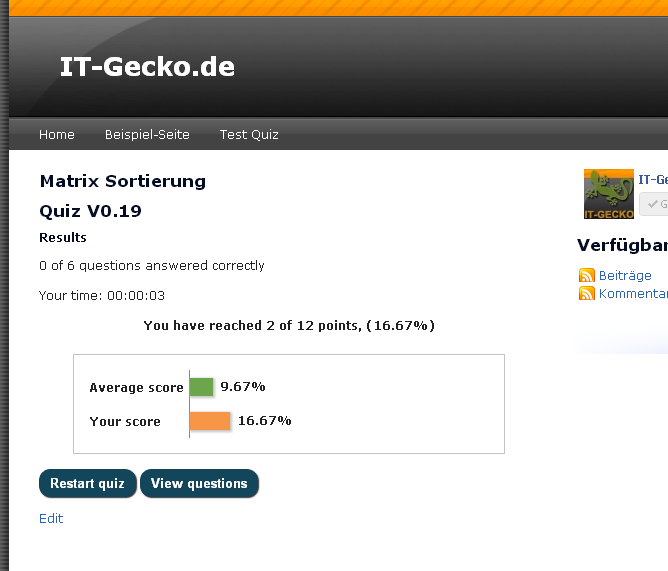 IT-Gecko.de
Home Beispiel-Seite Test Quiz
Matrix Sortierung
Quiz V0.19
Results
0 of 6 questions answered correctly
Your time: 00:00:03
You have reached 2 of 12 points, (16.67%)
Average score 9.67%
Your score 16.67%
Restart quiz View questions
Edit
IT-GECKO
IT-Ge
G
Verfügbar
Beiträge
Kommentar